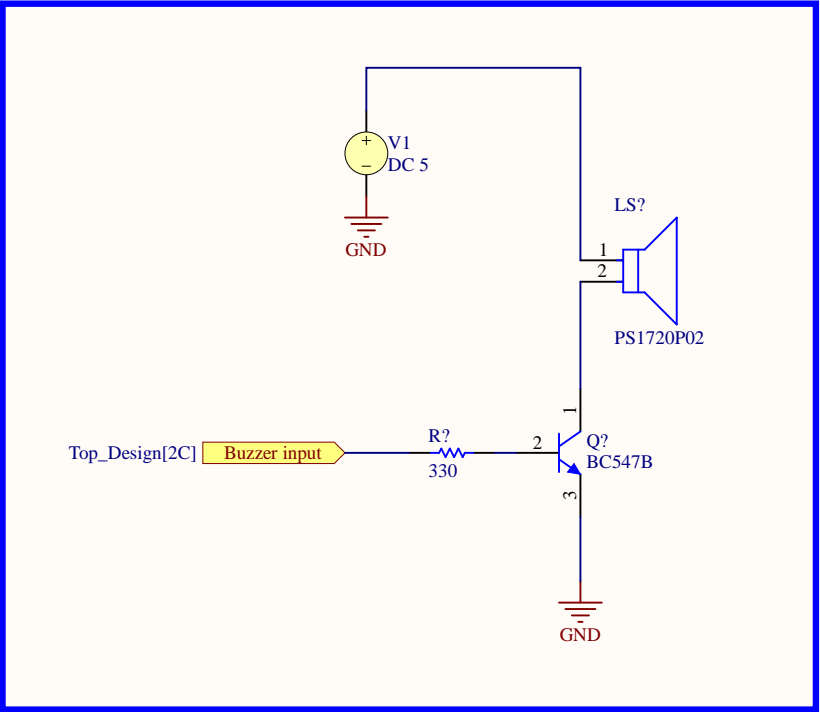 V1
DC 5
GND
LS?
1
2
PS1720P02
1
Top_Design[2C]
Buzzer input
R?
330
2
Q?
BC547B
3
GND